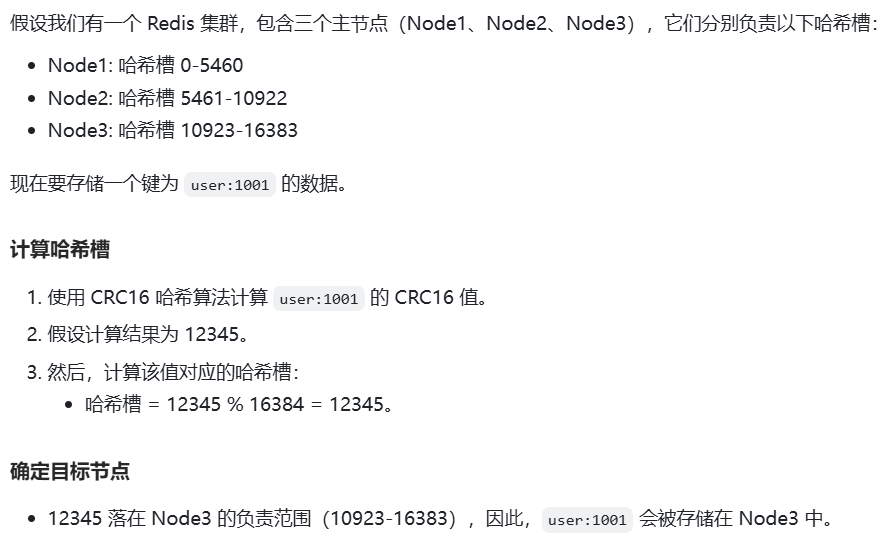 假设我们有一个 Redis 集群，包含三个主节点（Node1、Node2、Node3），它们分别负责以下哈希槽：
• Node1: 哈希槽 0-5460
• Node2: 哈希槽 5461-10922
• Node3: 哈希槽 10923-16383
现在要存储一个键为 user:1001 的数据。
计算哈希槽
1. 使用 CRC16 哈希算法计算 user:1001 的 CRC16 值。
2. 假设计算结果为 12345。
3. 然后，计算该值对应的哈希槽：
• 哈希槽 = 12345 % 16384 = 12345。
确定目标节点
• 12345 落在 Node3 的负责范围（10923-16383），因此，user:1001 会被存储在 Node3 中。